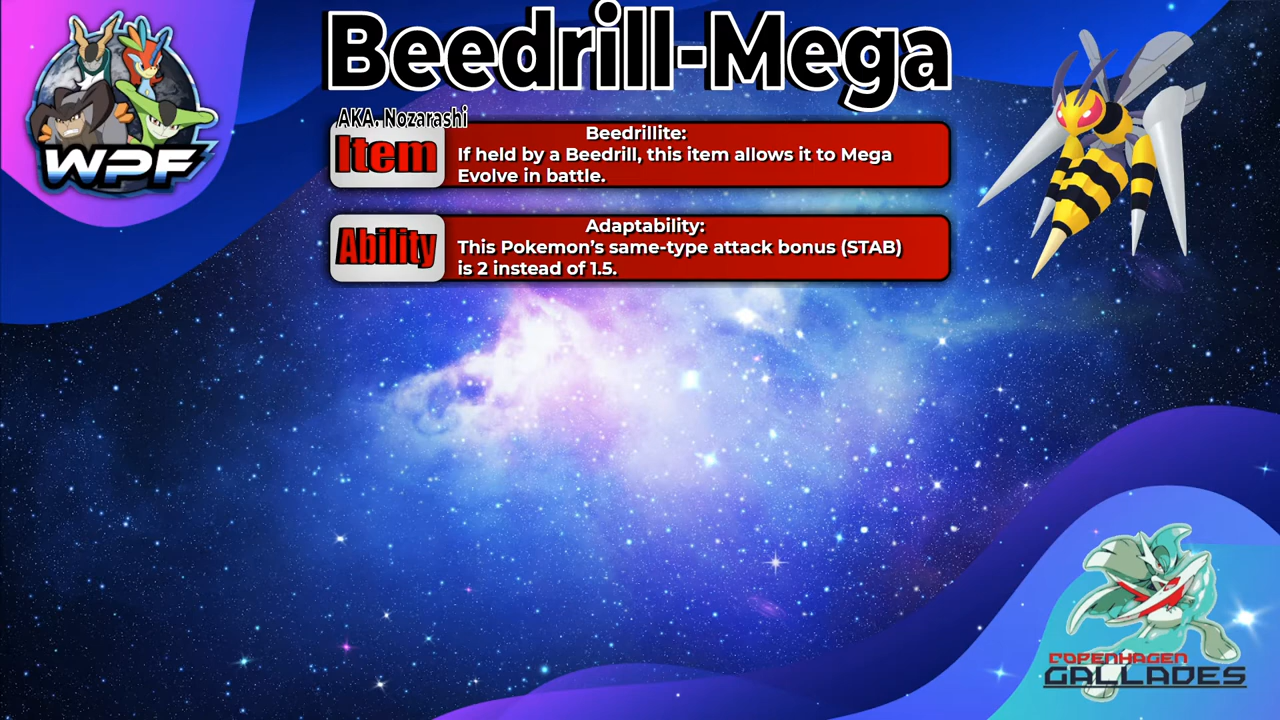 Beedrill-Mega
AKA. Nozarashi
Item
Beedrillite:
If held by a Beedrill, this item allows it to Mega
Evolve in battle.
Ability
Adaptability:
This Pokemon’s same-type attack bonus (STAB)
is 2 instead of 1.5.
WPF
COPENHAGEN
GALLADES